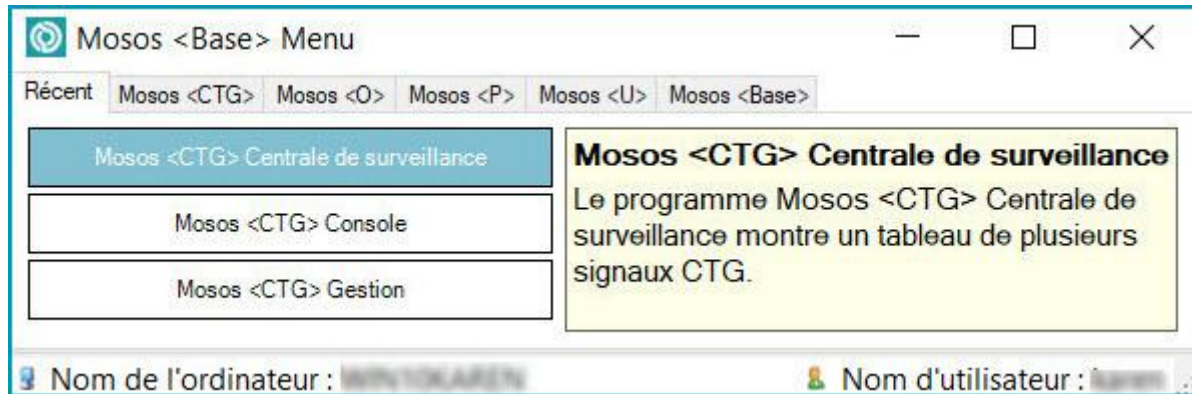 Mosos <Base> Menu
Récent Mosos <CTG> Mosos <O> Mosos <P> Mosos <U> Mosos <Base>
Mosos <CTG> Centrale de surveillance
Mosos <CTG> Console
Mosos <CTG> Gestion
Mosos <CTG> Centrale de surveillance
Le programme Mosos <CTG> Centrale de
surveillance montre un tableau de plusieurs
signaux CTG.
Nom de l'ordinateur :
Nom d'utilisateur :